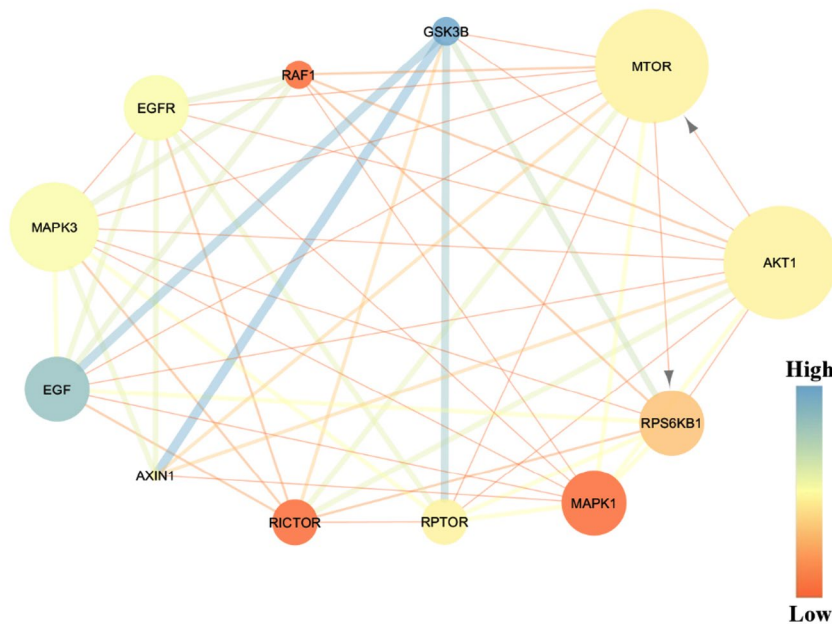 GSK3B
MTOR
RAF1
EGFR
MAPK3
AKT1
High
EGF
RPS6KB1
AXIN1
MAPK1
RICTOR
RPTOR
Low